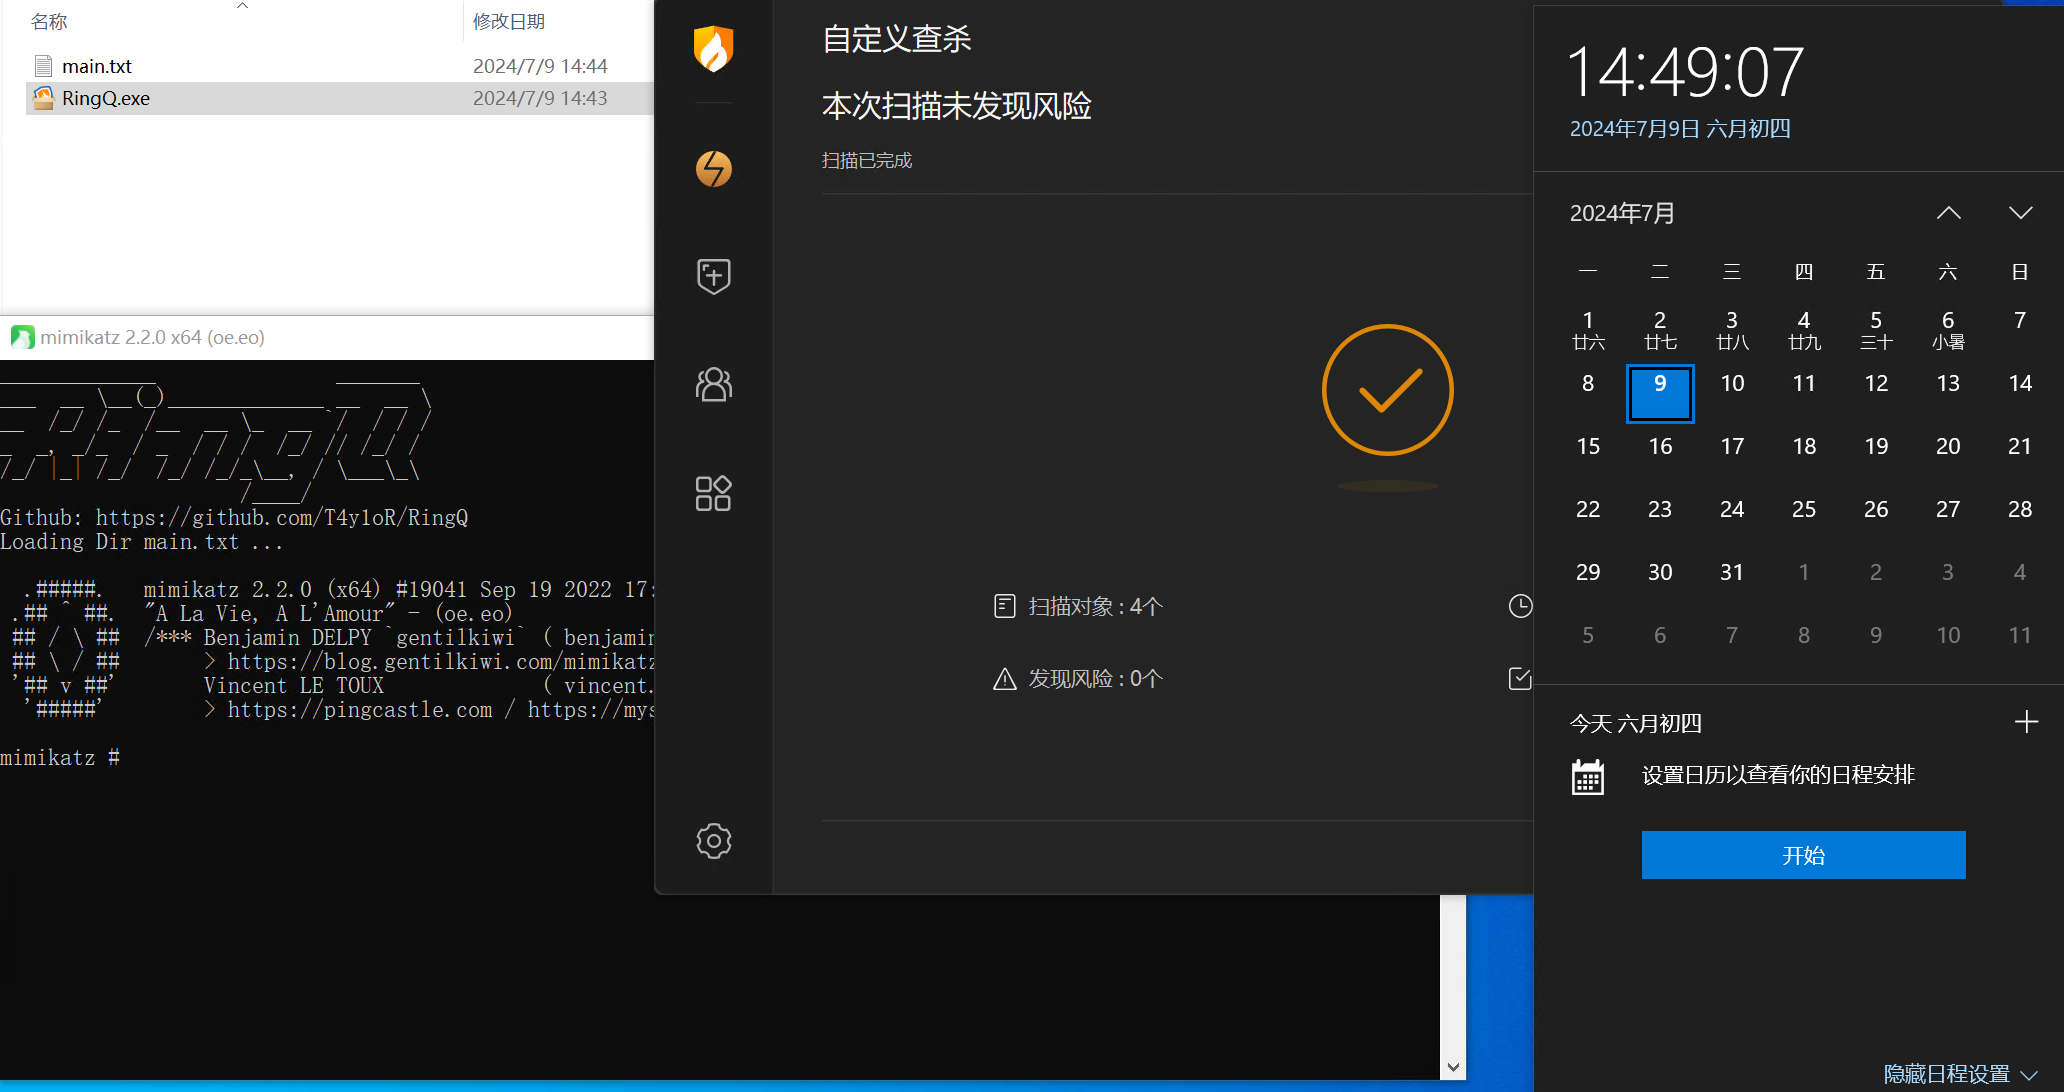 名称
修改日期
main.txt
2024/7/9 14:44
RingQ.exe
2024/7/9 14:43
mimikatz 2.2.0 x64 (oe.eo)
Github: https://github.com/T4y1oR/RingQ
Loading Dir main.txt ...
.#####. mimikatz 2.2.0 (x64) #19041 Sep 19 2022 17:
.## ^ ##. "A La Vie, A L'Amour" - (oe.eo)
## / \ ## /*** Benjamin DELPY `gentilkiwi` ( benjamin
## \ / ## > https://blog.gentilkiwi.com/mimikatz
'## v ##' Vincent LE TOUX ( vincent.
'#####' > https://pingcastle.com / https://mys
mimikatz #
自定义查杀
本次扫描未发现风险
扫描已完成
扫描对象 : 4个
发现风险 : 0个
14:49:07
2024年7月9日 六月初四
2024年7月
一 二 三 四 五 六 日
1 2 3 4 5 6 7
廿六 廿七 廿八 廿九 三十 小暑
8 9 10 11 12 13 14
15 16 17 18 19 20 21
22 23 24 25 26 27 28
29 30 31 1 2 3 4
5 6 7 8 9 10 11
今天 六月初四
设置日历以查看你的日程安排
开始
隐藏日程设置